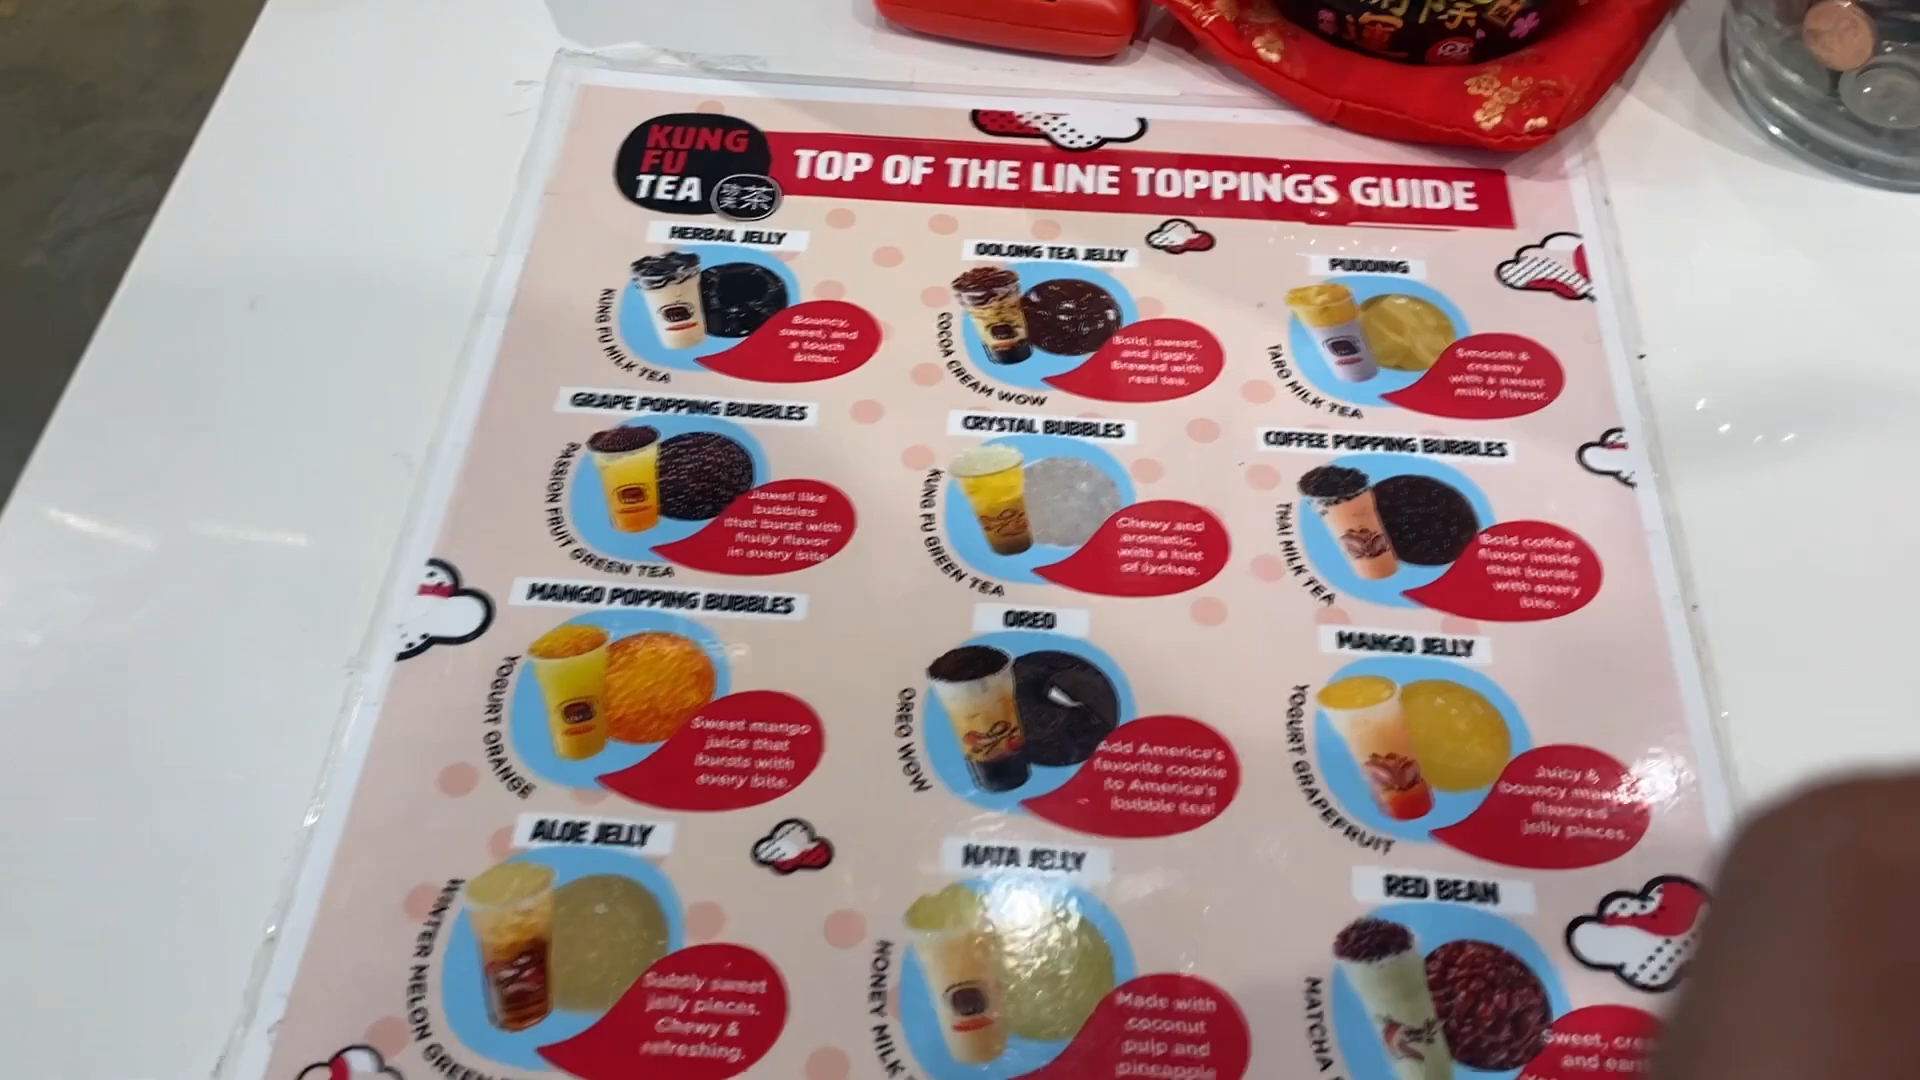 KUNG
FU
TEA
TOP OF THE LINE TOPPINGS GUIDE
HERBAL JELLY
KUNG FU MILK TEA
Bouncy,
sweet, and
a touch
bitter.
OOLONG TEA JELLY
COCOA CREAM WOW
Bold, sweet,
and jiggly.
Brewed with
real tea.
PUDDING
TARO MILK TEA
Smooth &
creamy
with a sweet
milky flavor.
GRAPE POPPING BUBBLES
PASSION FRUIT GREEN TEA
Jewel like
bubbles
that burst with
fruity flavor
in every bite.
CRYSTAL BUBBLES
KUNG FU GREEN TEA
Chewy and
aromatic,
with a hint
of lychee.
COFFEE POPPING BUBBLES
THAI MILK TEA
Bold coffee
flavor inside
that bursts
with every
bite.
MANGO POPPING BUBBLES
YOGURT ORANGE
Sweet mango
juice that
bursts with
every bite.
OREO
OREO WOW
Add America's
favorite cookie
to America's
bubble tea!
MANGO JELLY
YOGURT GRAPEFRUIT
Juicy &
bouncy
flavored
jelly pieces.
ALOE JELLY
WINTER MELON GREEN
Subtly sweet
jelly pieces.
Chewy &
refreshing.
NATA JELLY
HONEY MILK
Made with
coconut
pulp and
pineapple
RED BEAN
MATCHA
Sweet,
and